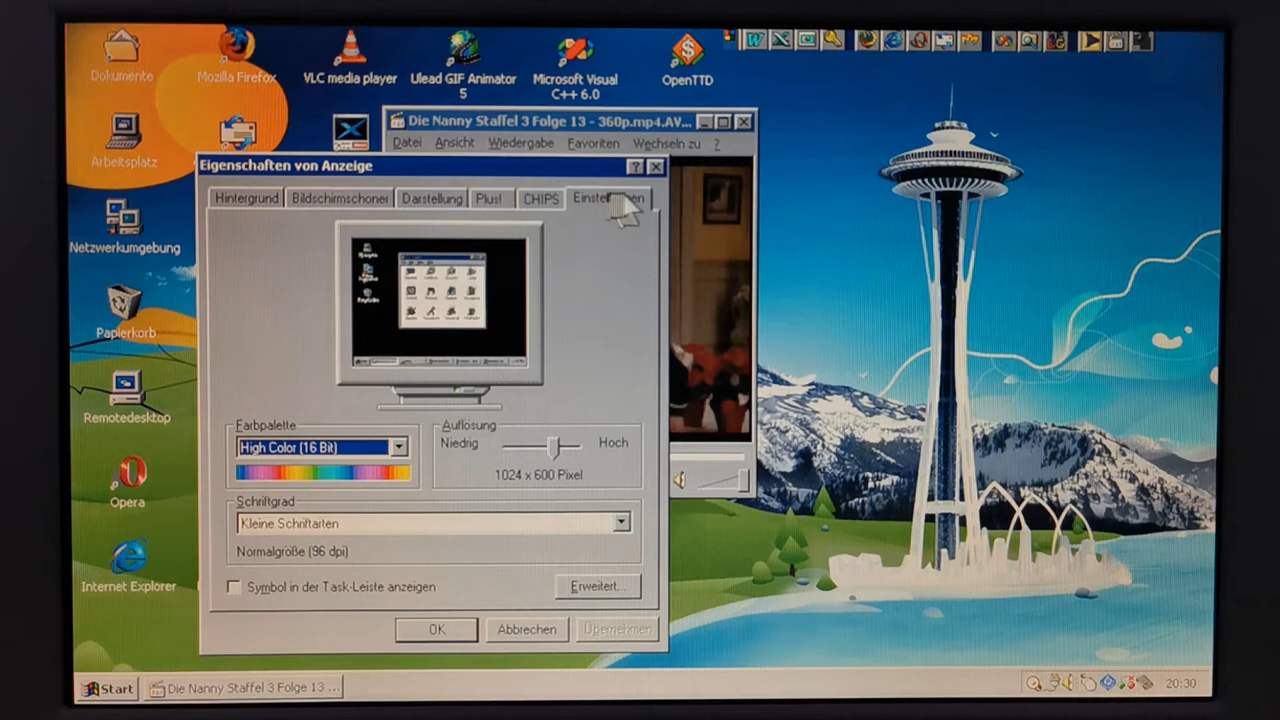 Dokumente
Mozilla Firefox
VLC media player
Ulead GIF Animator
5
Microsoft Visual
C++ 6.0
OpenTTD
Arbeitsplatz
Netzwerkumgebung
Papierkorb
Remotedesktop
Opera
Internet Explorer
Die Nanny Staffel 3 Folge 13 - 360p.mp4.AV...
Datei Ansicht Wiedergabe Favoriten Wechseln zu ?
Eigenschaften von Anzeige
Hintergrund Bildschirmschoner Darstellung Plus! CHIPS
Farbpalette
High Color (16 Bit)
Auflösung
Niedrig Hoch
1024 x 600 Pixel
Schriftgrad
Kleine Schriftarten
Normalgröße (96 dpi)
Symbol in der Task-Leiste anzeigen
Erweitert...
OK Abbrechen Übernehmen
Start Die Nanny Staffel 3 Folge 13 ... 20:30